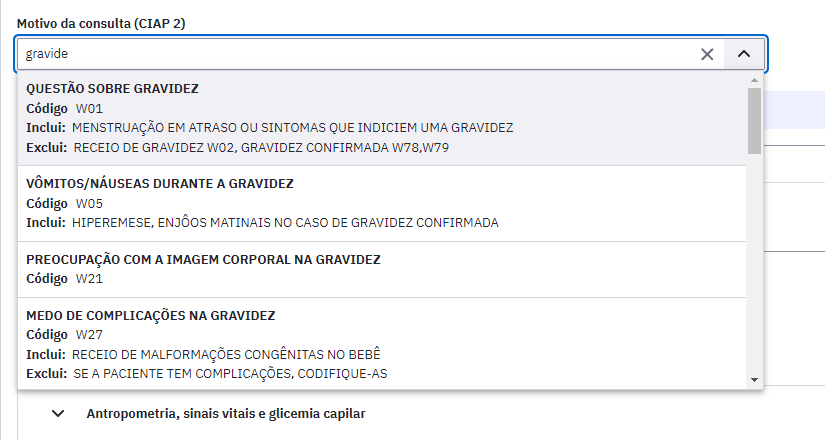 Motivo da consulta (CIAP 2)
gravide
QUESTÃO SOBRE GRAVIDEZ
Código W01
Inclui: MENSTRUAÇÃO EM ATRASO OU SINTOMAS QUE INDICIEM UMA GRAVIDEZ
Exclui: RECEIO DE GRAVIDEZ W02, GRAVIDEZ CONFIRMADA W78,W79
VÔMITOS/NÁUSEAS DURANTE A GRAVIDEZ
Código W05
Inclui: HIPEREMESE, ENJÔOS MATINAIS NO CASO DE GRAVIDEZ CONFIRMADA
PREOCUPAÇÃO COM A IMAGEM CORPORAL NA GRAVIDEZ
Código W21
MEDO DE COMPLICAÇÕES NA GRAVIDEZ
Código W27
Inclui: RECEIO DE MALFORMAÇÕES CONGÊNITAS NO BEBÊ
Exclui: SE A PACIENTE TEM COMPLICAÇÕES, CODIFIQUE-AS
Antropometria, sinais vitais e glicemia capilar